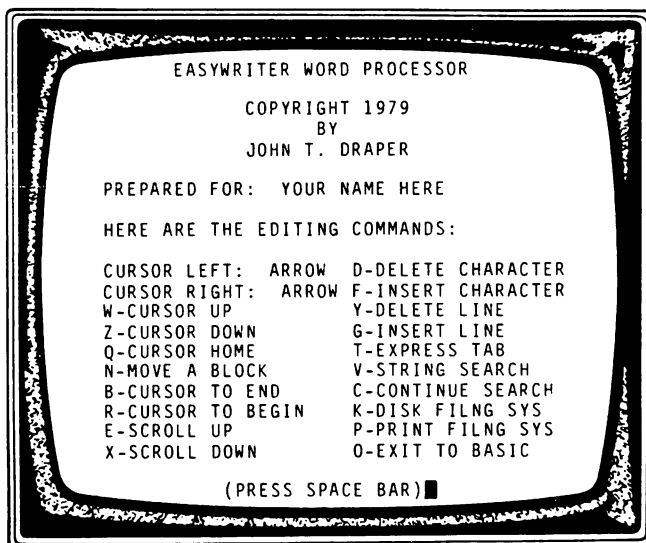 EASYWRITER WORD PROCESSOR
COPYRIGHT 1979
BY
JOHN T. DRAPER
PREPARED FOR: YOUR NAME HERE
HERE ARE THE EDITING COMMANDS:
CURSOR LEFT: ARROW D-DELETE CHARACTER
CURSOR RIGHT: ARROW F-INSERT CHARACTER
W-CURSOR UP Y-DELETE LINE
Z-CURSOR DOWN G-INSERT LINE
Q-CURSOR HOME T-EXPRESS TAB
N-MOVE A BLOCK V-STRING SEARCH
B-CURSOR TO END C-CONTINUE SEARCH
R-CURSOR TO BEGIN K-DISK FILNG SYS
E-SCROLL UP P-PRINT FILNG SYS
X-SCROLL DOWN O-EXIT TO BASIC
(PRESS SPACE BAR)